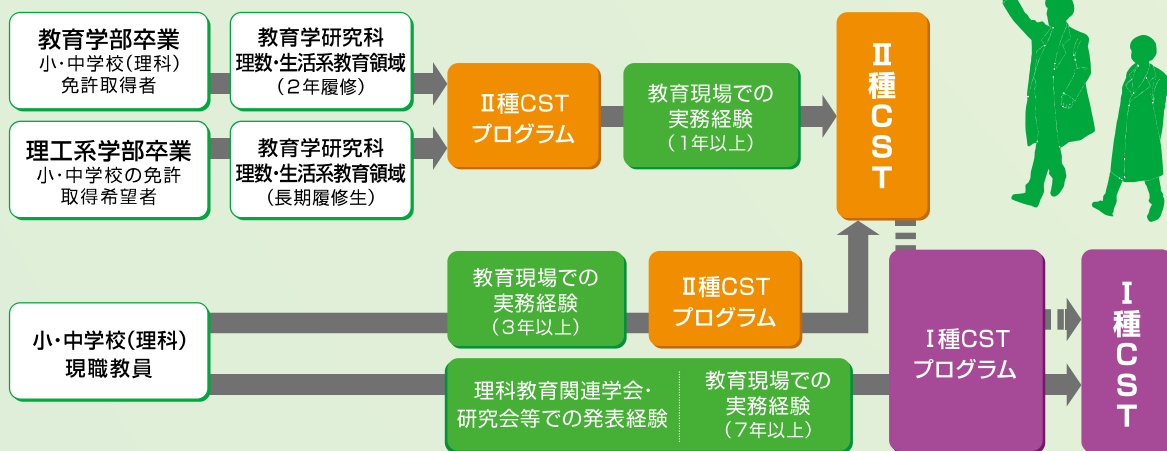 教育学部卒業
小・中学校(理科)
免許取得者
教育学研究科
理数・生活系教育領域
(2年履修)
理工系学部卒業
小・中学校の免許
取得希望者
教育学研究科
理数・生活系教育領域
(長期履修生)
Ⅱ種CST
プログラム
教育現場での
実務経験
(1年以上)
Ⅱ種CST
小・中学校(理科)
現職教員
教育現場での
実務経験
(3年以上)
Ⅱ種CST
プログラム
理科教育関連学会・
研究会等での発表経験
教育現場での
実務経験
(7年以上)
Ⅰ種CST
プログラム
Ⅰ種CST